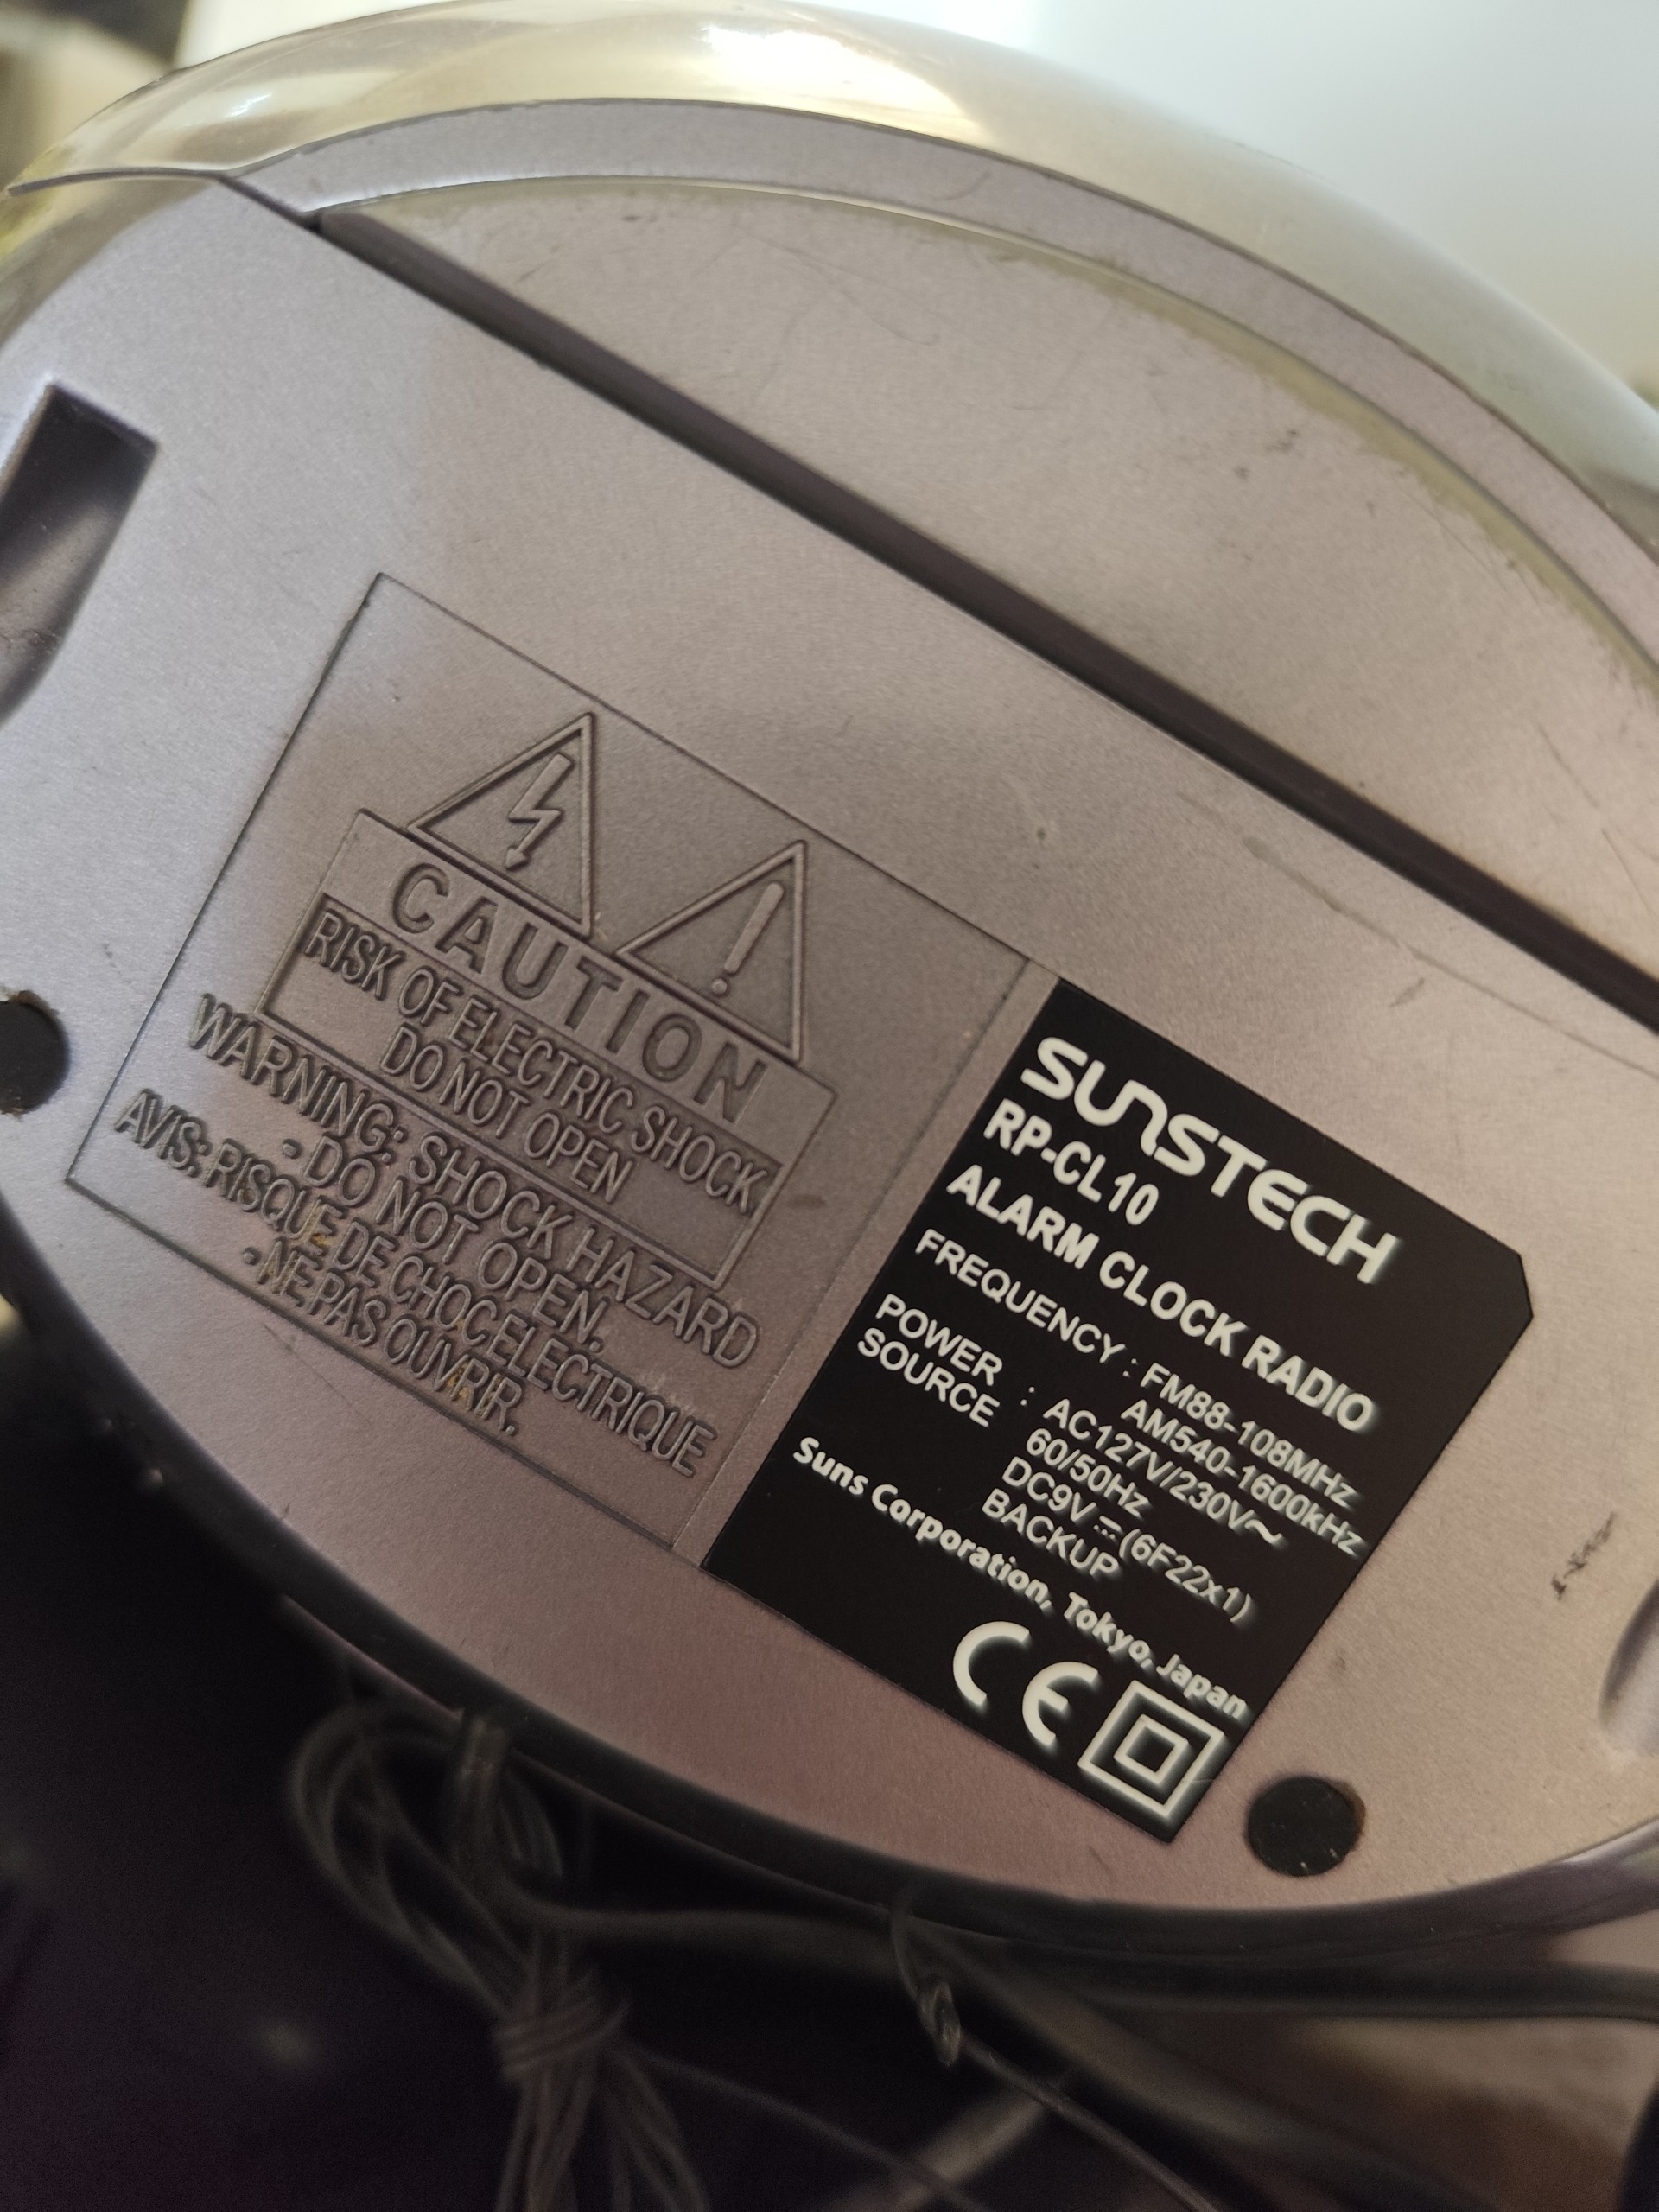 CAUTION
RISK OF ELECTRIC SHOCK
DO NOT OPEN
WARNING: SHOCK HAZARD
- DO NOT OPEN.
AVIS: RISQUE DE CHOC ELECTRIQUE
- NE PAS OUVRIR.
SUNSTECH
RP-CL10
ALARM CLOCK RADIO
FREQUENCY : FM88-108MHz
AM540-1600kHz
POWER SOURCE : AC127V/230V~
60/50Hz
DC9V ⎓ (6F22x1)
BACKUP
Suns Corporation, Tokyo, Japan
CE